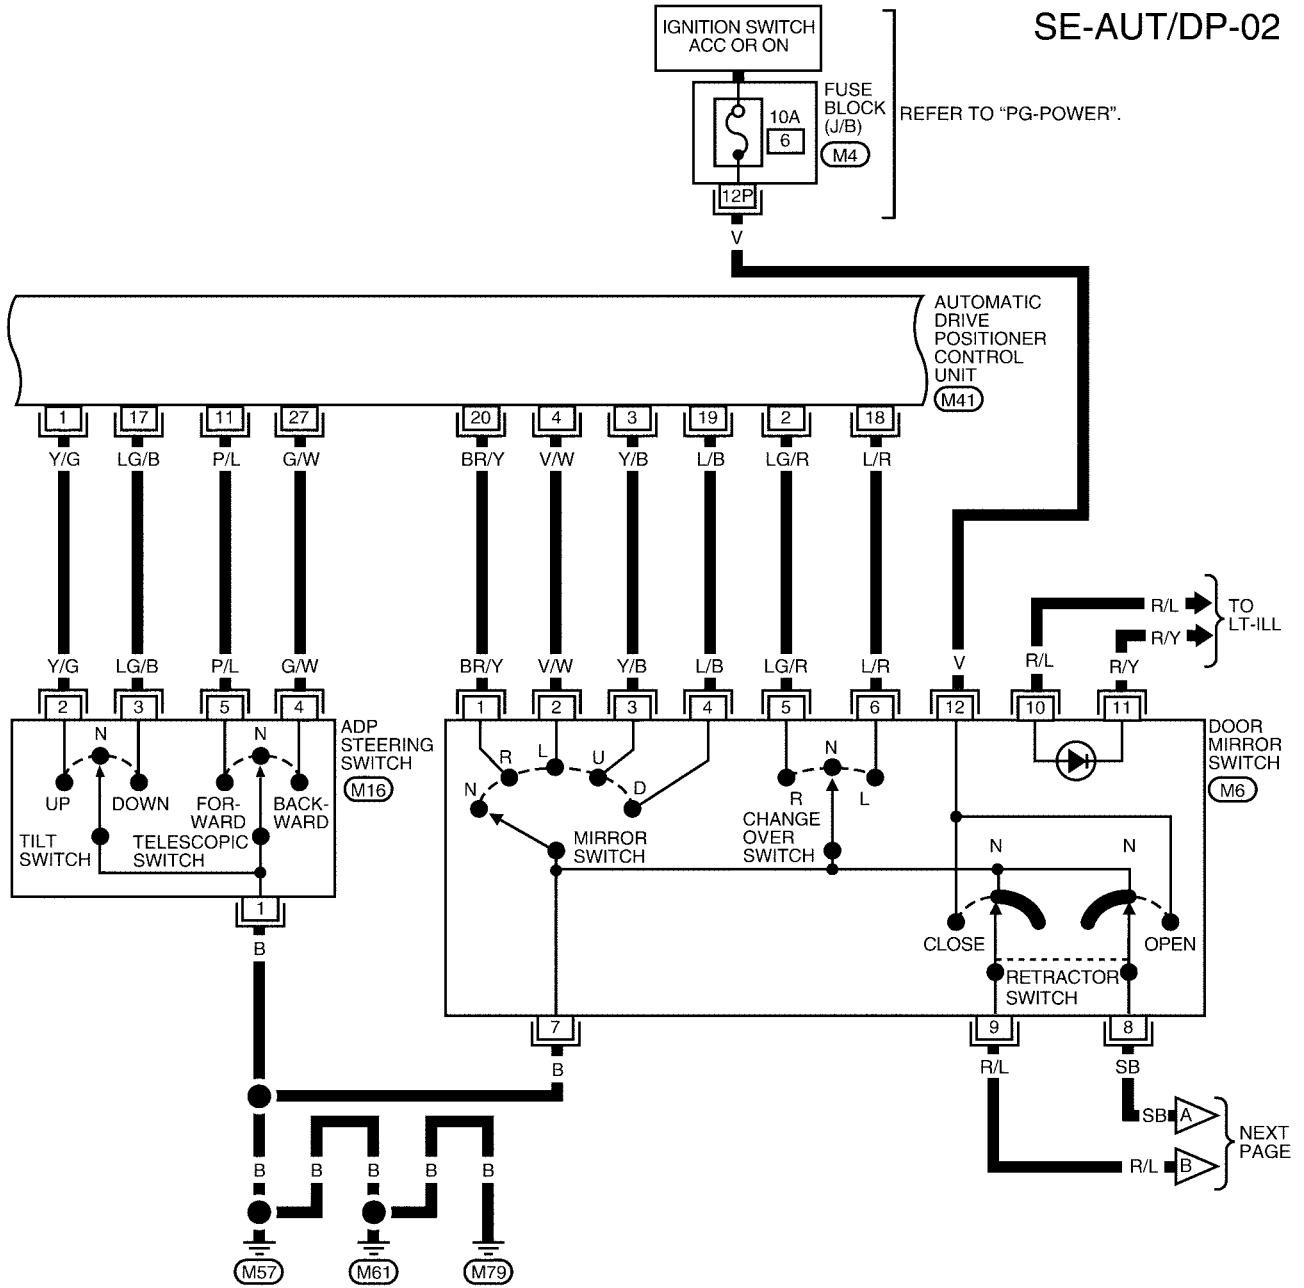 SE-AUT/DP-02
IGNITION SWITCH
ACC OR ON
FUSE
BLOCK
(J/B)
M4
10A
6
12P
REFER TO “PG-POWER”.
V
AUTOMATIC
DRIVE
POSITIONER
CONTROL
UNIT
M41
1 17 11 27 20 4 3 19 2 18
Y/G LG/B P/L G/W BR/Y V/W Y/B L/B LG/R L/R
R/L
R/Y
TO
LT-ILL
Y/G LG/B P/L G/W BR/Y V/W Y/B L/B LG/R L/R V R/L R/Y
2 3 5 4 1 2 3 4 5 6 12 10 11
ADP
STEERING
SWITCH
M16
N N
UP DOWN
FOR-
WARD
BACK-
WARD
TILT
SWITCH
TELESCOPIC
SWITCH
1
DOOR
MIRROR
SWITCH
M6
N R L U D
MIRROR
SWITCH
R N L
CHANGE
OVER
SWITCH
N N
CLOSE OPEN
RETRACTOR
SWITCH
7 9 8
B B R/L SB
SB A
R/L B
NEXT
PAGE
B B B B B
M57 M61 M79